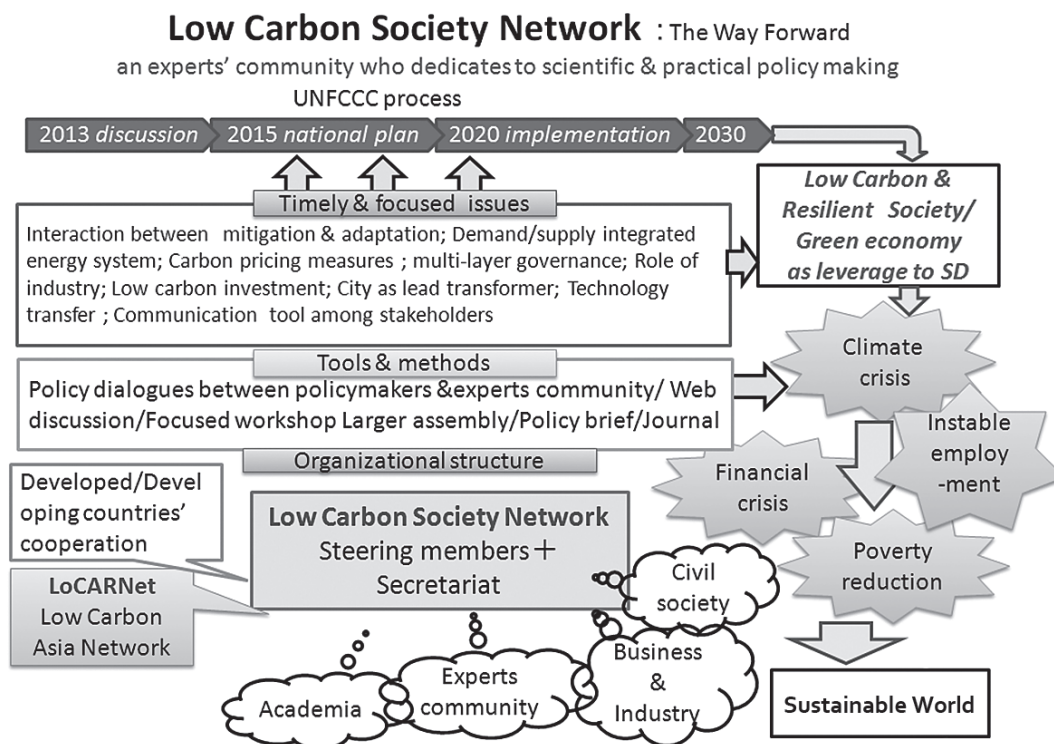 Low Carbon Society Network : The Way Forward
an experts' community who dedicates to scientific & practical policy making
UNFCCC process
2013 discussion 2015 national plan 2020 implementation 2030
Low Carbon &
Resilient Society/
Green economy
as leverage to SD
Timely & focused issues
Interaction between mitigation & adaptation; Demand/supply integrated
energy system; Carbon pricing measures ; multi-layer governance; Role of
industry; Low carbon investment; City as lead transformer; Technology
transfer ; Communication tool among stakeholders
Tools & methods
Policy dialogues between policymakers &experts community/ Web
discussion/Focused workshop Larger assembly/Policy brief/Journal
Climate
crisis
Instable
employ
-ment
Financial
crisis
Poverty
reduction
Sustainable World
Organizational structure
Developed/Devel
oping countries'
cooperation
LoCARNet
Low Carbon
Asia Network
Low Carbon Society Network
Steering members＋
Secretariat
Civil
society
Business
&
Industry
Experts
community
Academia